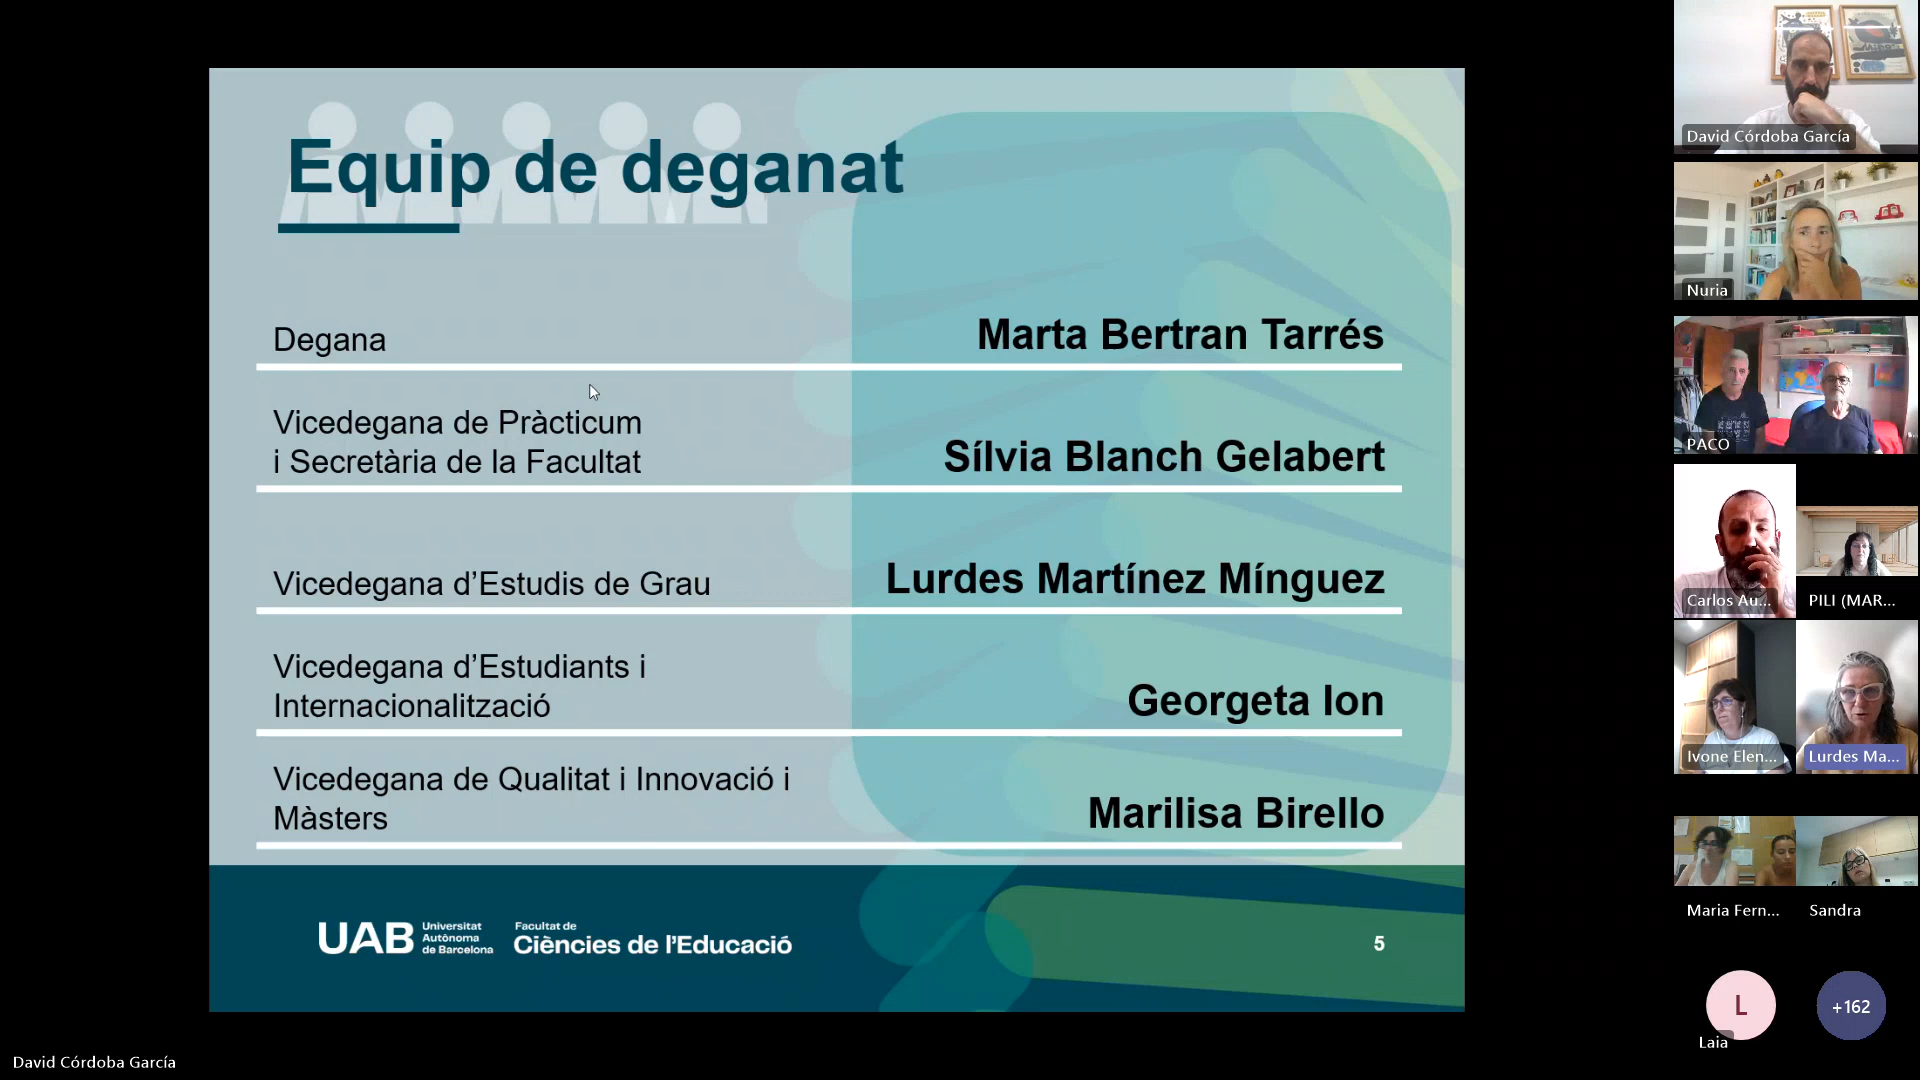 Equip de deganat
Degana
Marta Bertran Tarrés
Vicedegana de Pràcticum
i Secretària de la Facultat
Sílvia Blanch Gelabert
Vicedegana d’Estudis de Grau
Lurdes Martínez Mínguez
Vicedegana d’Estudiants i
Internacionalització
Georgeta Ion
Vicedegana de Qualitat i Innovació i
Màsters
Marilisa Birello
UAB
Universitat
Autònoma
de Barcelona
Facultat de
Ciències de l'Educació
5
David Córdoba García
Nuria
PACO
Carlos Au...
PILI (MAR...
Ivone Elen...
Lurdes Ma...
Maria Fern...
Sandra
L
Laia
+162
David Córdoba García